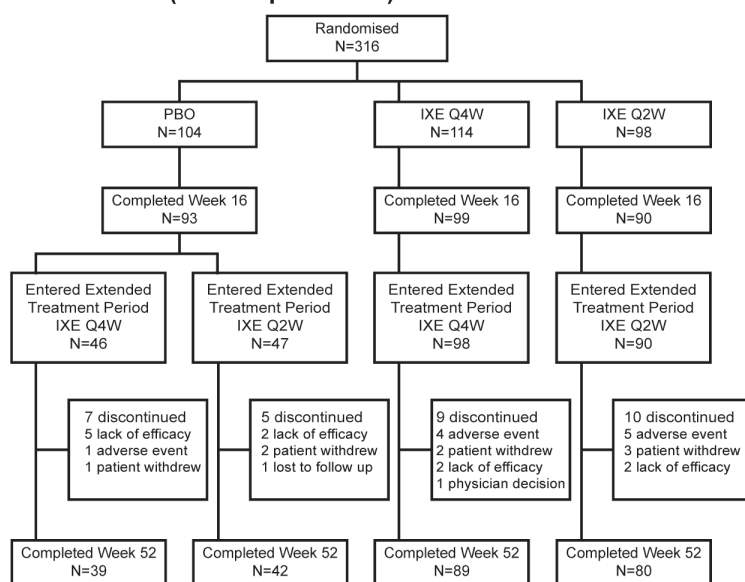 Randomised
N=316
PBO
N=104
IXE Q4W
N=114
IXE Q2W
N=98
Completed Week 16
N=93
Completed Week 16
N=99
Completed Week 16
N=90
Entered Extended
Treatment Period
IXE Q4W
N=46
Entered Extended
Treatment Period
IXE Q2W
N=47
Entered Extended
Treatment Period
IXE Q4W
N=98
Entered Extended
Treatment Period
IXE Q2W
N=90
7 discontinued
5 lack of efficacy
1 adverse event
1 patient withdrew
5 discontinued
2 lack of efficacy
2 patient withdrew
1 lost to follow up
9 discontinued
4 adverse event
2 patient withdrew
2 lack of efficacy
1 physician decision
10 discontinued
5 adverse event
3 patient withdrew
2 lack of efficacy
Completed Week 52
N=39
Completed Week 52
N=42
Completed Week 52
N=89
Completed Week 52
N=80